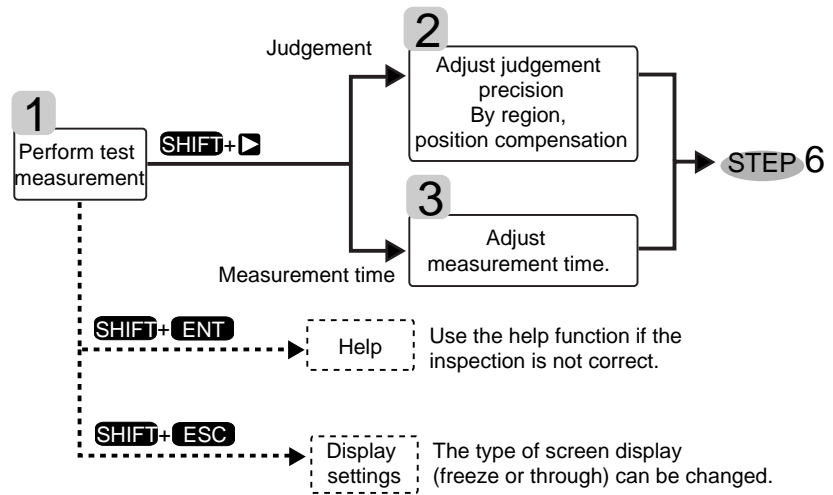 1
Perform test
measurement
SHIFT+▶
Judgement
2
Adjust judgement
precision
By region,
position compensation
Measurement time
3
Adjust
measurement time.
STEP 6
SHIFT+ ENT
Help
Use the help function if the
inspection is not correct.
SHIFT+ ESC
Display
settings
The type of screen display
(freeze or through) can be changed.